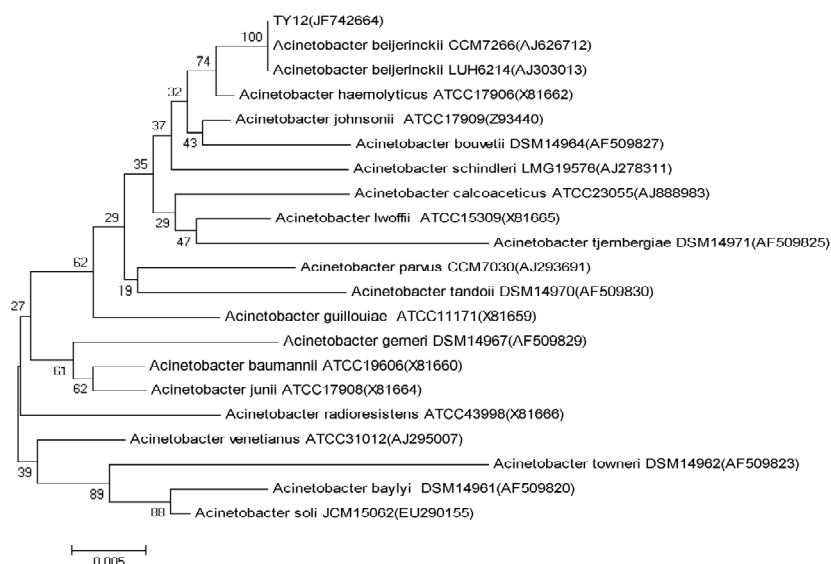 TY12(JF742664)
100
Acinetobacter beijerinckii CCM7266(AJ626712)
74
Acinetobacter beijerinckii LUH6214(AJ303013)
32
Acinetobacter haemolyticus ATCC17906(X81662)
37
Acinetobacter johnsonii ATCC17909(Z93440)
43
Acinetobacter bouvetii DSM14964(AF509827)
35
Acinetobacter schindleri LMG19576(AJ278311)
Acinetobacter calcoaceticus ATCC23055(AJ888983)
29
29
Acinetobacter lwoffii ATCC15309(X81665)
47
Acinetobacter tjernbergiae DSM14971(AF509825)
62
Acinetobacter parvus CCM7030(AJ293691)
19
Acinetobacter tandoii DSM14970(AF509830)
27
Acinetobacter guillouiae ATCC11171(X81659)
Acinetobacter gerneri DSM14967(AF509829)
61
Acinetobacter baumannii ATCC19606(X81660)
62
Acinetobacter junii ATCC17908(X81664)
Acinetobacter radioresistens ATCC43998(X81666)
Acinetobacter venetianus ATCC31012(AJ295007)
39
Acinetobacter towneri DSM14962(AF509823)
89
Acinetobacter baylyi DSM14961(AF509820)
88
Acinetobacter soli JCM15062(EU290155)
0.005